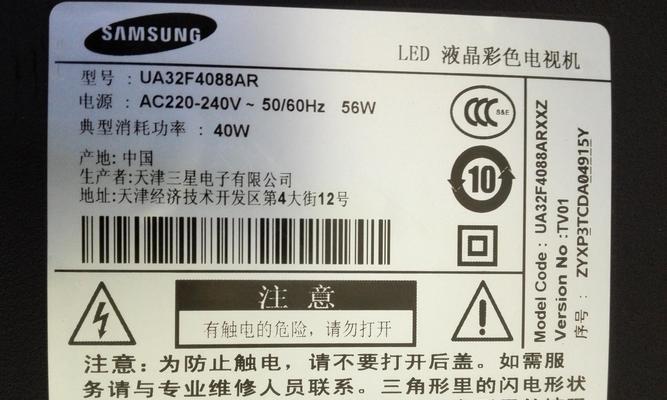 SAMSUNG
LED 液晶彩色电视机
型号：UA32F4088AR
电源：AC220-240V ~ 50/60Hz 56W
典型消耗功率：40W
产地: 中国
生产者:天津三星电子有限公司
地址:天津经济技术开发区第4大街12号
CCC S&E
10
Model Code : UA32F4088ARXXZ
Version No :TV01
序号 : ZYXP3TCDA04915Y
注 意
有触电的危险，请勿打开
注意：为防止触电，请不要打开后盖。如需服
务请与专业维修人员联系。三角形里的闪电形状